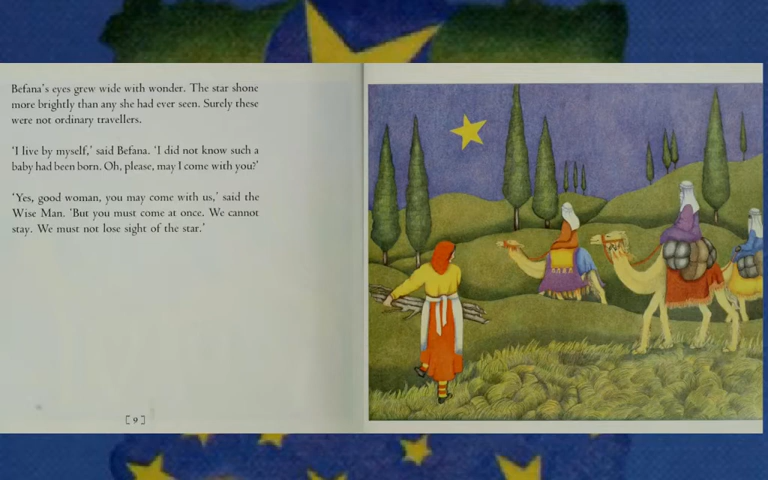 Befana's eyes grew wide with wonder. The star shone
more brightly than any she had ever seen. Surely these
were not ordinary travellers.
'I live by myself,' said Befana. 'I did not know such a
baby had been born. Oh, please, may I come with you?'
'Yes, good woman, you may come with us,' said the
Wise Man. 'But you must come at once. We cannot
stay. We must not lose sight of the star.'
[9]